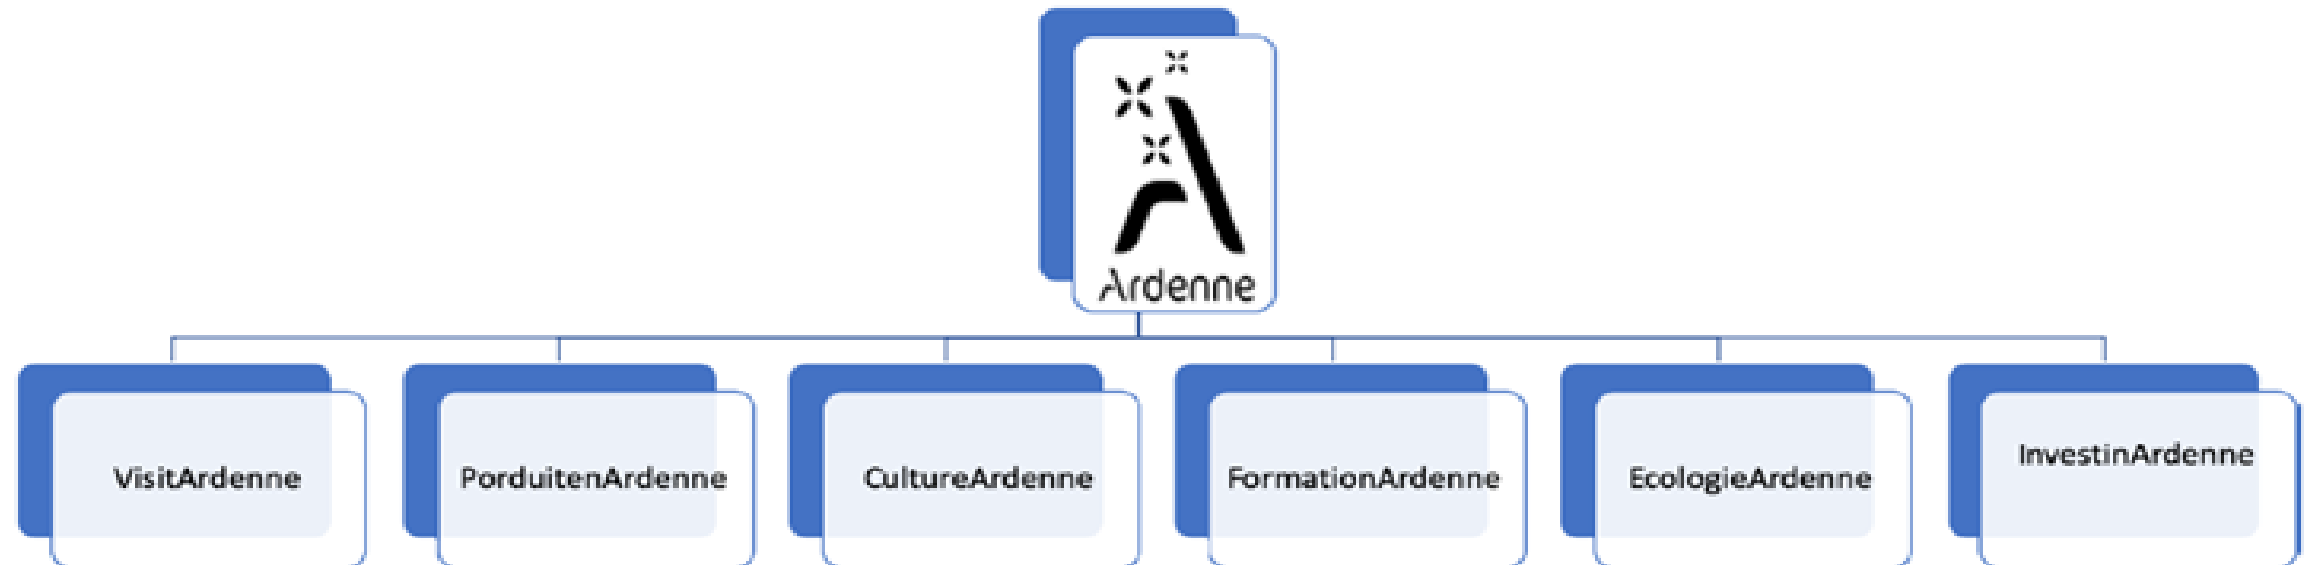 Ardenne
VisitArdenne
PorduitenArdenne
CultureArdenne
FormationArdenne
EcologieArdenne
InvestinArdenne